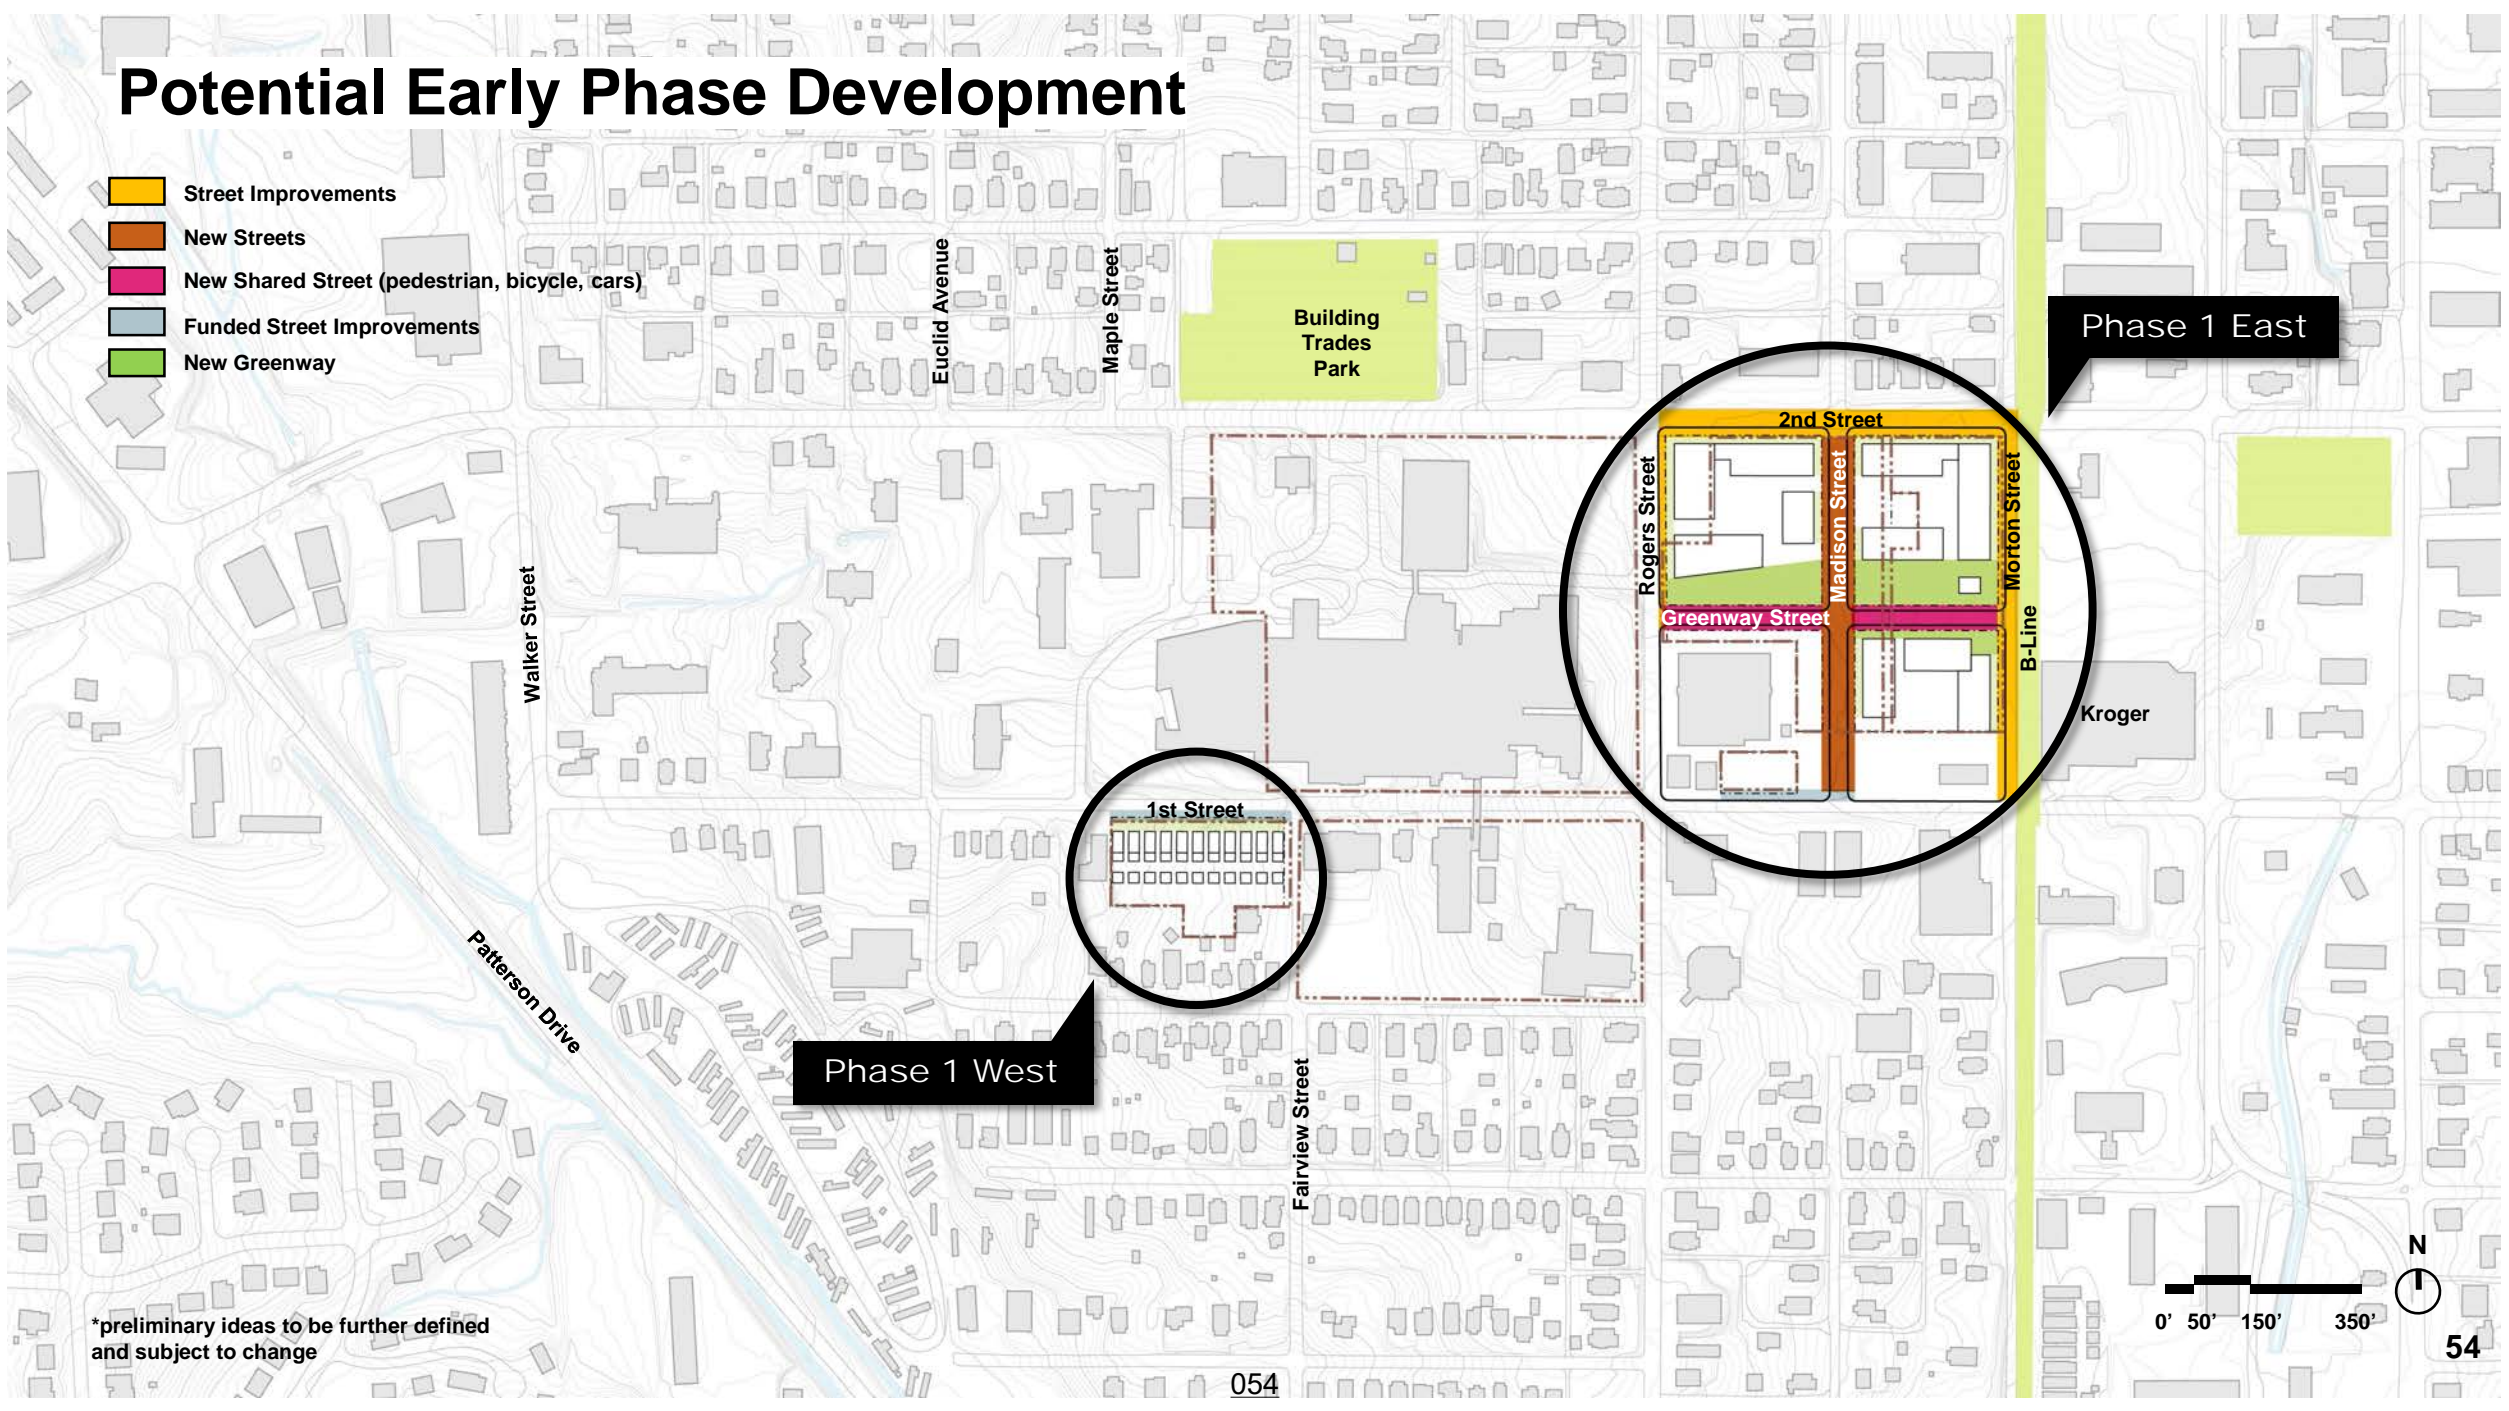 Potential Early Phase Development
Street Improvements
New Streets
New Shared Street (pedestrian, bicycle, cars)
Funded Street Improvements
New Greenway
Euclid Avenue
Maple Street
Building
Trades
Park
Phase 1 East
2nd Street
Rogers Street
Madison Street
Morton Street
Greenway Street
B-Line
Kroger
Walker Street
1st Street
Patterson Drive
Phase 1 West
Fairview Street
N
0' 50' 150' 350'
*preliminary ideas to be further defined
and subject to change
54
054